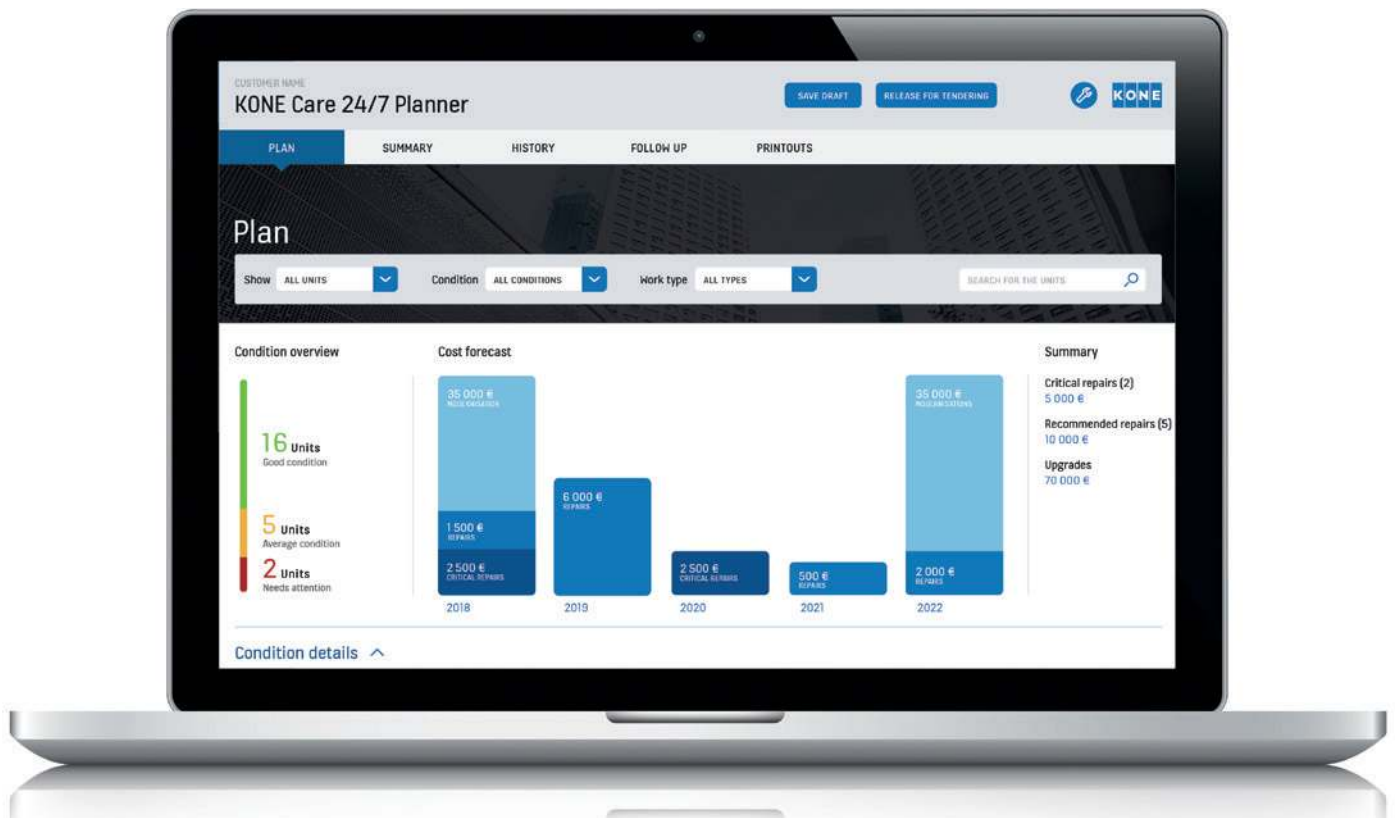 CUSTOMER NAME
KONE Care 24/7 Planner
SAVE DRAFT
RELEASE FOR TENDERING
KONE
PLAN
SUMMARY
HISTORY
FOLLOW UP
PRINTOUTS
Plan
Show
ALL UNITS
Condition
ALL CONDITIONS
Work type
ALL TYPES
SEARCH FOR THE UNITS
Condition overview
16 Units
Good condition
5 Units
Average condition
2 Units
Needs attention
Cost forecast
35 000 €
MODERNISATION
1 500 €
REPAIRS
2 500 €
CRITICAL REPAIRS
2018
6 000 €
REPAIRS
2019
2 500 €
CRITICAL REPAIRS
2020
500 €
REPAIRS
2021
35 000 €
MODERNISATIONS
2 000 €
REPAIRS
2022
Summary
Critical repairs (2)
5 000 €
Recommended repairs (5)
10 000 €
Upgrades
70 000 €
Condition details